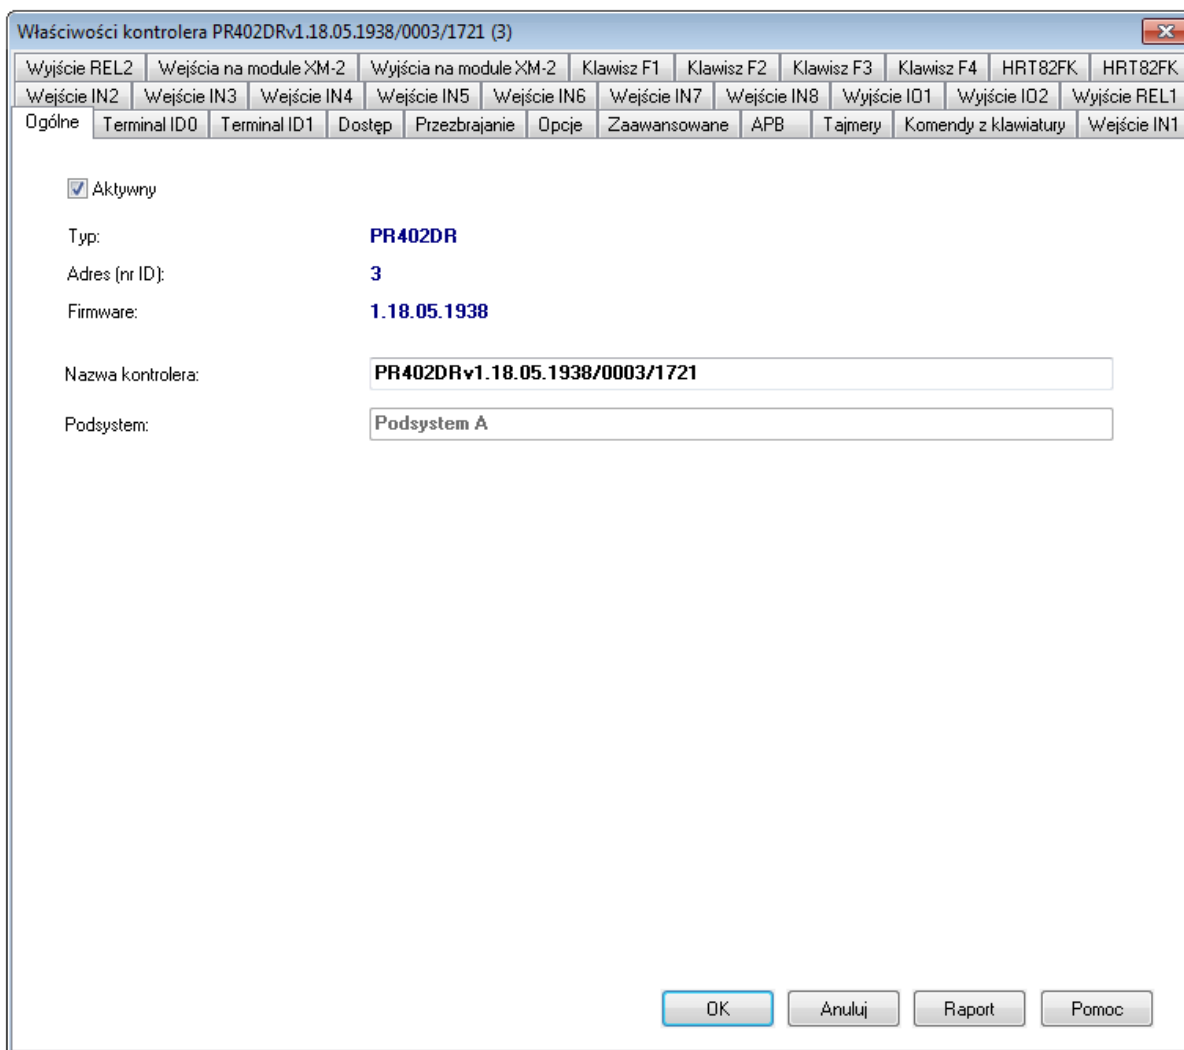 Właściwości kontrolera PR402DRv1.18.05.1938/0003/1721 (3)
Wyjście REL2 Wejścia na module XM-2 Wyjścia na module XM-2 Klawisz F1 Klawisz F2 Klawisz F3 Klawisz F4 HRT82FK HRT82FK
Wejście IN2 Wejście IN3 Wejście IN4 Wejście IN5 Wejście IN6 Wejście IN7 Wejście IN8 Wyjście IO1 Wyjście IO2 Wyjście REL1
Ogólne Terminal ID0 Terminal ID1 Dostęp Przezbrajanie Opcje Zaawansowane APB Tajmery Komendy z klawiatury Wejście IN1
Aktywny
Typ: PR402DR
Adres (nr ID): 3
Firmware: 1.18.05.1938
Nazwa kontrolera: PR402DRv1.18.05.1938/0003/1721
Podsystem: Podsystem A
OK Anuluj Raport Pomoc